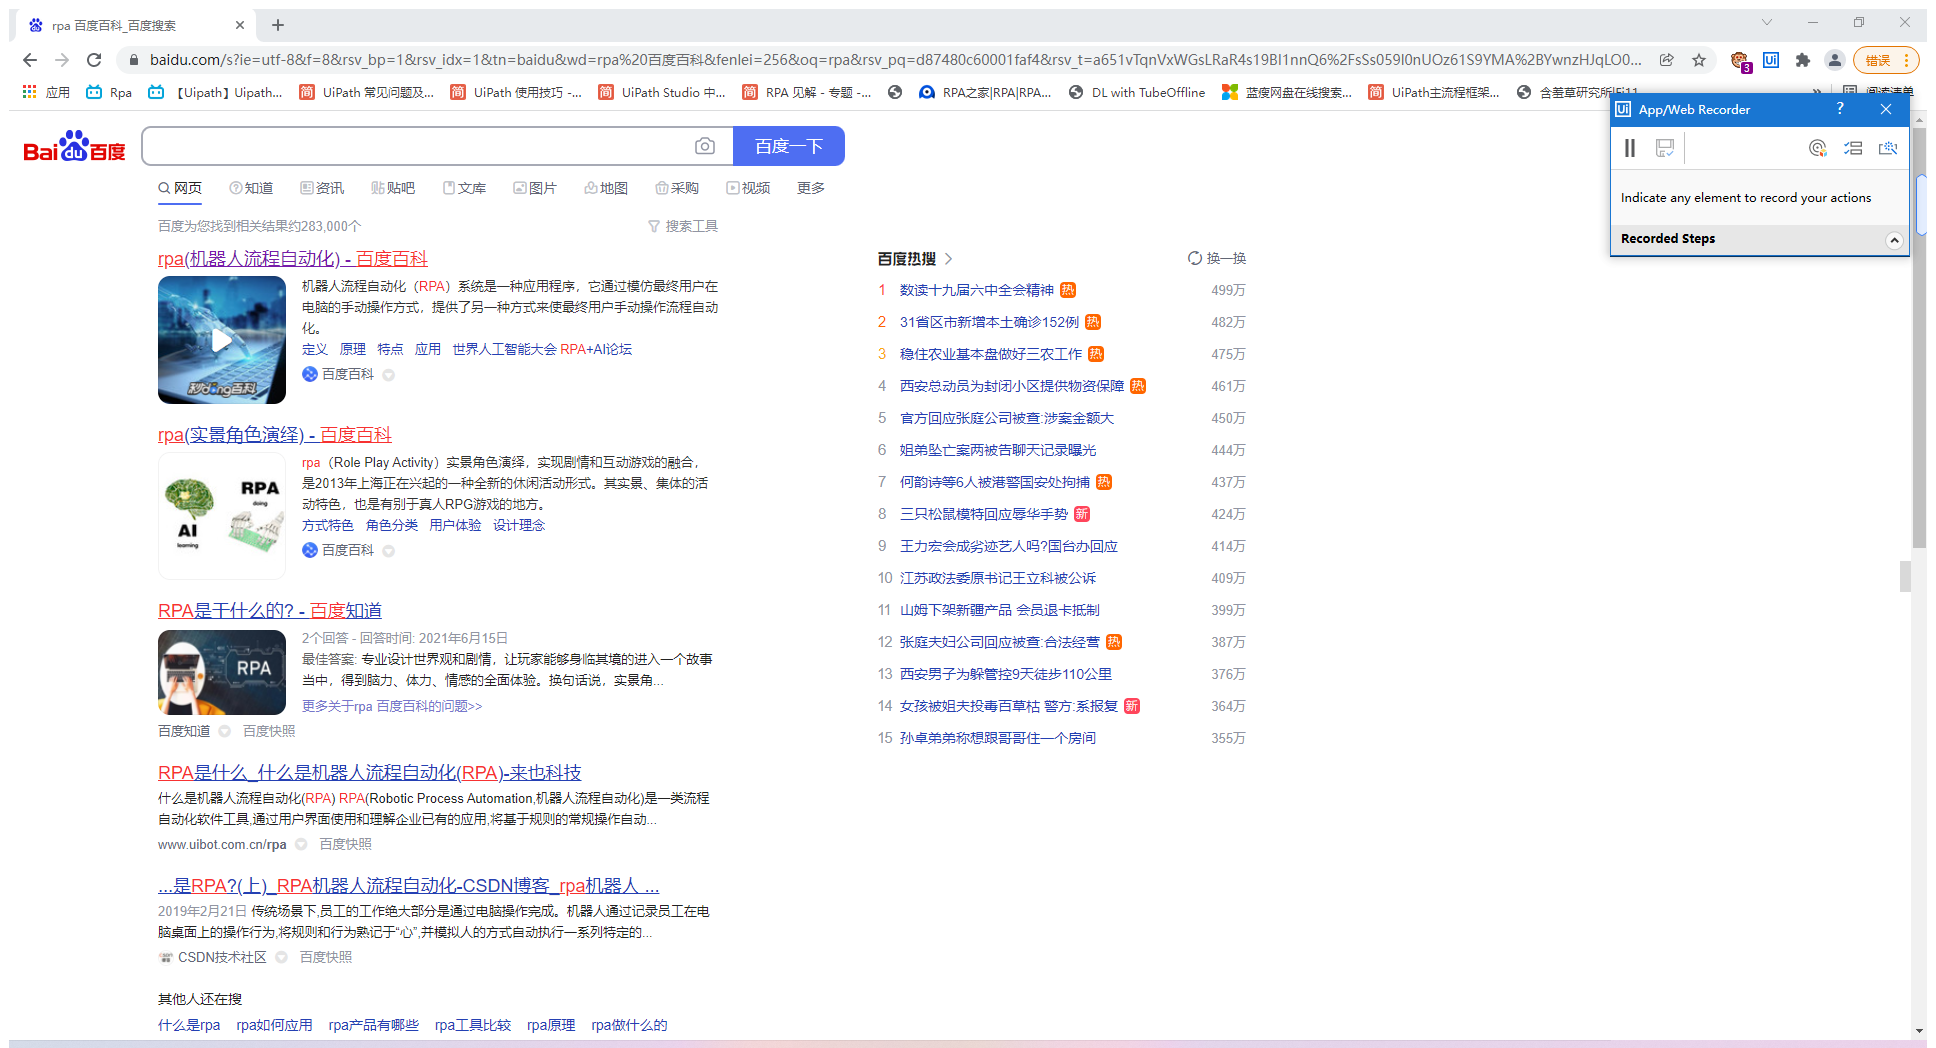 rpa 百度百科_百度搜索
baidu.com/s?ie=utf-8&f=8&rsv_bp=1&rsv_idx=1&tn=baidu&wd=rpa%20百度百科&fenlei=256&oq=rpa&rsv_pq=d87480c60001faf4&rsv_t=a651vTqnVxWGsLRaR4s19BI1nnQ6%2FsSs059I0nUOz61S9YMA%2BYwnzHJqLO0...
3
错误
应用 Rpa 【Uipath】Uipath... UiPath 常见问题及... UiPath 使用技巧 -... UiPath Studio 中... RPA 见解 - 专题 -... RPA之家|RPA|RPA... DL with TubeOffline 蓝度网盘在线搜索... UiPath主流程框架... 含羞草研究所|Fi11... » 阅读清单
Ui App/Web Recorder ?
Indicate any element to record your actions
Recorded Steps
Bai du 百度 百度一下
网页 知道 资讯 贴吧 文库 图片 地图 采购 视频 更多
百度为您找到相关结果约283,000个 搜索工具
rpa(机器人流程自动化) - 百度百科
机器人流程自动化（RPA）系统是一种应用程序，它通过模仿最终用户在
电脑的手动操作方式，提供了另一种方式来使最终用户手动操作流程自动
化。
定义 原理 特点 应用 世界人工智能大会 RPA+AI论坛
百度百科
秒dong百科
rpa(实景角色演绎) - 百度百科
rpa（Role Play Activity）实景角色演绎，实现剧情和互动游戏的融合，
是2013年上海正在兴起的一种全新的休闲活动形式。其实景、集体的活
动特色，也是有别于真人RPG游戏的地方。
方式特色 角色分类 用户体验 设计理念
百度百科
RPA
doing
AI
learning
RPA是干什么的? - 百度知道
2个回答 - 回答时间: 2021年6月15日
最佳答案: 专业设计世界观和剧情，让玩家能够身临其境的进入一个故事
当中，得到脑力、体力、情感的全面体验。换句话说，实景角...
更多关于rpa 百度百科的问题>>
RPA
百度知道 百度快照
RPA是什么_什么是机器人流程自动化(RPA)-来也科技
什么是机器人流程自动化(RPA) RPA(Robotic Process Automation,机器人流程自动化)是一类流程
自动化软件工具,通过用户界面使用和理解企业已有的应用,将基于规则的常规操作自动...
www.uibot.com.cn/rpa 百度快照
...是RPA?(上)_RPA机器人流程自动化-CSDN博客_rpa机器人 ...
2019年2月21日 传统场景下,员工的工作绝大部分是通过电脑操作完成。机器人通过记录员工在电
脑桌面上的操作行为,将规则和行为熟记于“心”,并模拟人的方式自动执行一系列特定的...
CSDN技术社区 百度快照
其他人还在搜
什么是rpa rpa如何应用 rpa产品有哪些 rpa工具比较 rpa原理 rpa做什么的
百度热搜 换一换
1 数读十九届六中全会精神 热 499万
2 31省区市新增本土确诊152例 热 482万
3 稳住农业基本盘做好三农工作 热 475万
4 西安总动员为封闭小区提供物资保障 热 461万
5 官方回应张庭公司被查:涉案金额大 450万
6 姐弟坠亡案两被告聊天记录曝光 444万
7 何韵诗等6人被港警国安处拘捕 热 437万
8 三只松鼠模特回应辱华手势 新 424万
9 王力宏会成劣迹艺人吗?国台办回应 414万
10 江苏政法委原书记王立科被公诉 409万
11 山姆下架新疆产品 会员退卡抵制 399万
12 张庭夫妇公司回应被查:合法经营 热 387万
13 西安男子为躲管控9天徒步110公里 376万
14 女孩被姐夫投毒百草枯 警方:系报复 新 364万
15 孙卓弟弟称想跟哥哥住一个房间 355万